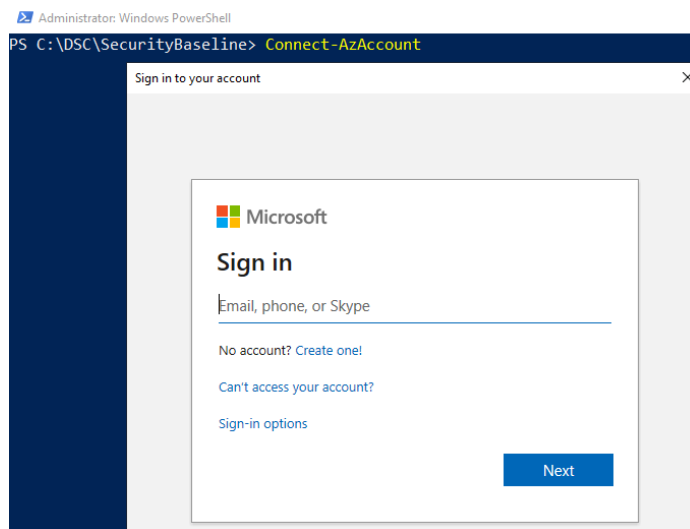 Administrator: Windows PowerShell
PS C:\DSC\SecurityBaseline> Connect-AzAccount
Sign in to your account
Microsoft
Sign in
Email, phone, or Skype
No account? Create one!
Can't access your account?
Sign-in options
Next